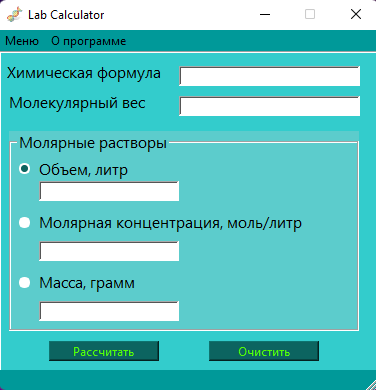 Lab Calculator
Меню О программе
Химическая формула
Молекулярный вес
Молярные растворы
Объем, литр
Молярная концентрация, моль/литр
Масса, грамм
Рассчитать Очистить